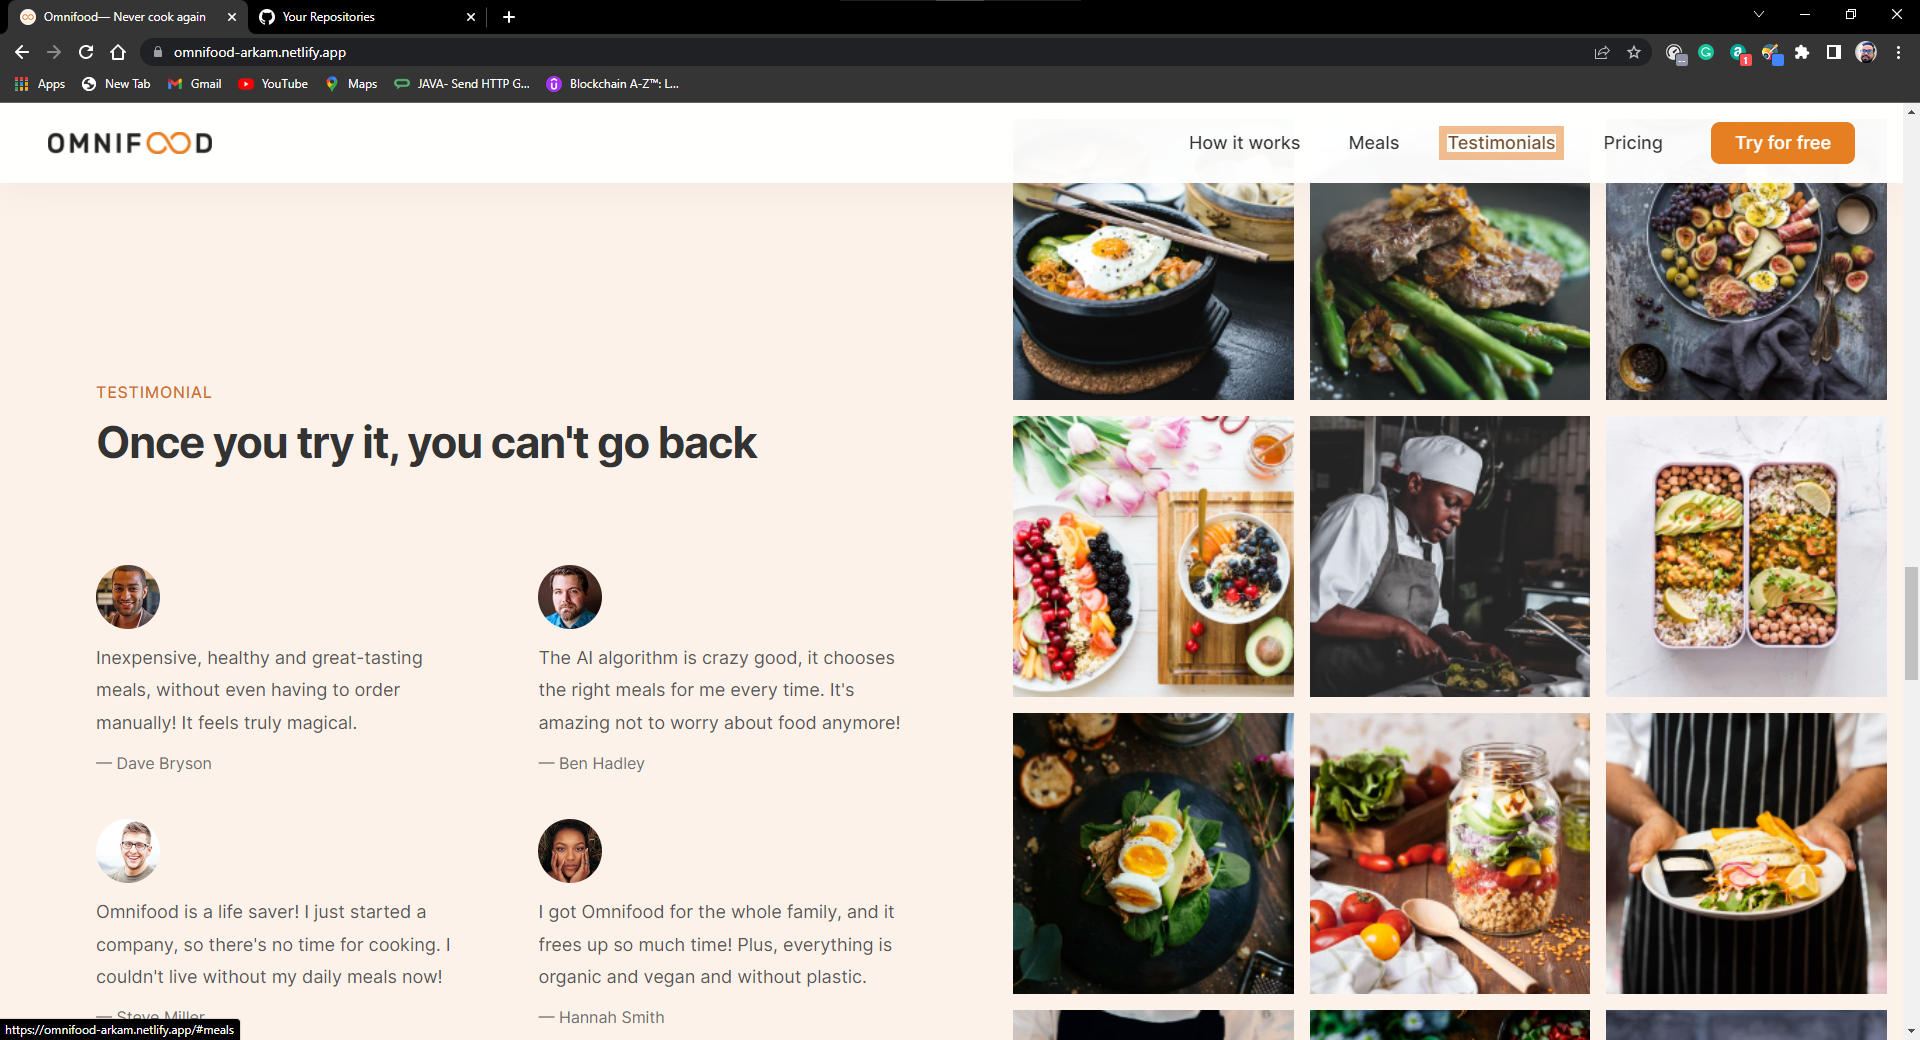 Omnifood— Never cook again
Your Repositories
omnifood-arkam.netlify.app
1
Apps
New Tab
Gmail
YouTube
Maps
JAVA- Send HTTP G...
Blockchain A-Z™: L...
OMNIFOOD
How it works
Meals
Testimonials
Pricing
Try for free
TESTIMONIAL
Once you try it, you can't go back
Inexpensive, healthy and great-tasting
meals, without even having to order
manually! It feels truly magical.
— Dave Bryson
The AI algorithm is crazy good, it chooses
the right meals for me every time. It's
amazing not to worry about food anymore!
— Ben Hadley
Omnifood is a life saver! I just started a
company, so there's no time for cooking. I
couldn't live without my daily meals now!
— Steve Miller
I got Omnifood for the whole family, and it
frees up so much time! Plus, everything is
organic and vegan and without plastic.
— Hannah Smith
https://omnifood-arkam.netlify.app/#meals